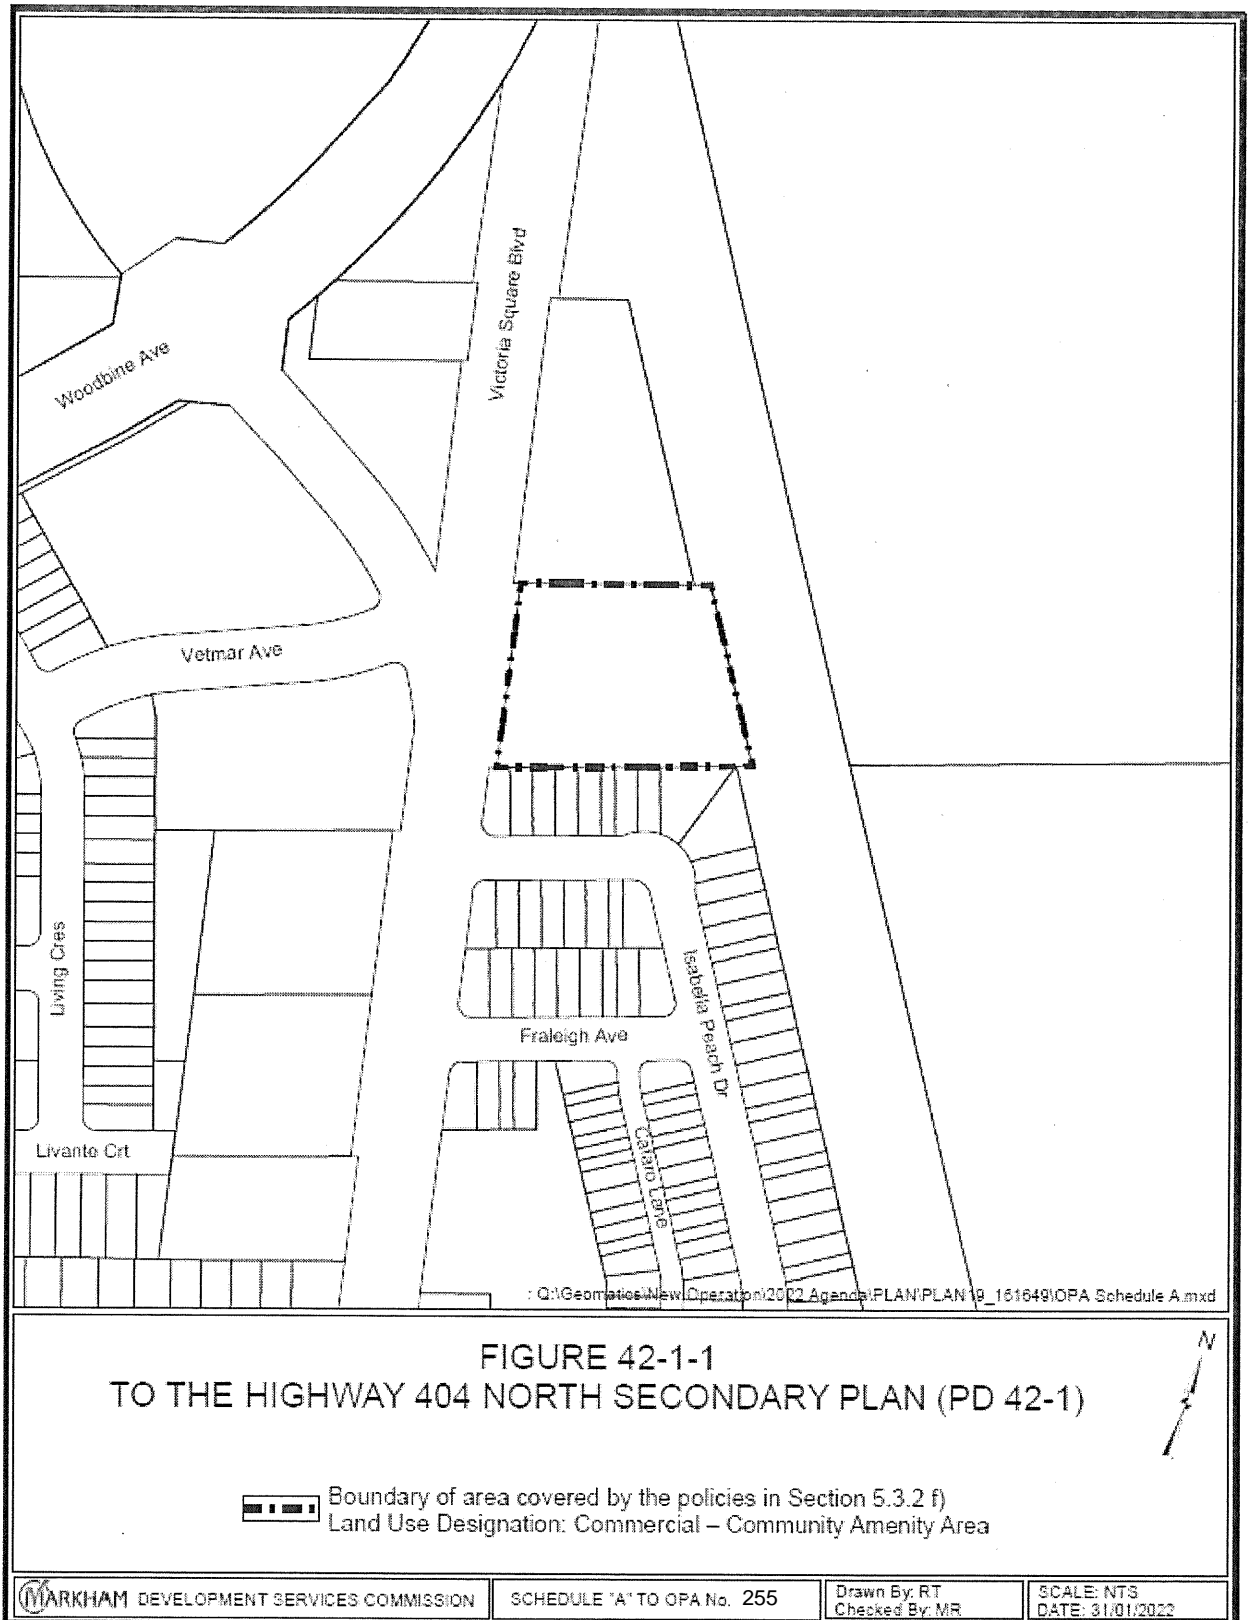 Victoria Square Blvd
Woodbine Ave
Vetmar Ave
Living Cres
Isabella Peach Dr
Fraleigh Ave
Cataro Lane
Livante Crt
: Q:\Geomatics\New Operation\2022 Agenda\PLAN\PLAN19_161649\OPA Schedule A.mxd
FIGURE 42-1-1
TO THE HIGHWAY 404 NORTH SECONDARY PLAN (PD 42-1)
N
Boundary of area covered by the policies in Section 5.3.2 f)
Land Use Designation: Commercial – Community Amenity Area
MARKHAM DEVELOPMENT SERVICES COMMISSION
SCHEDULE "A" TO OPA No. 255
Drawn By: RT
Checked By: MR
SCALE: NTS
DATE: 31/01/2022